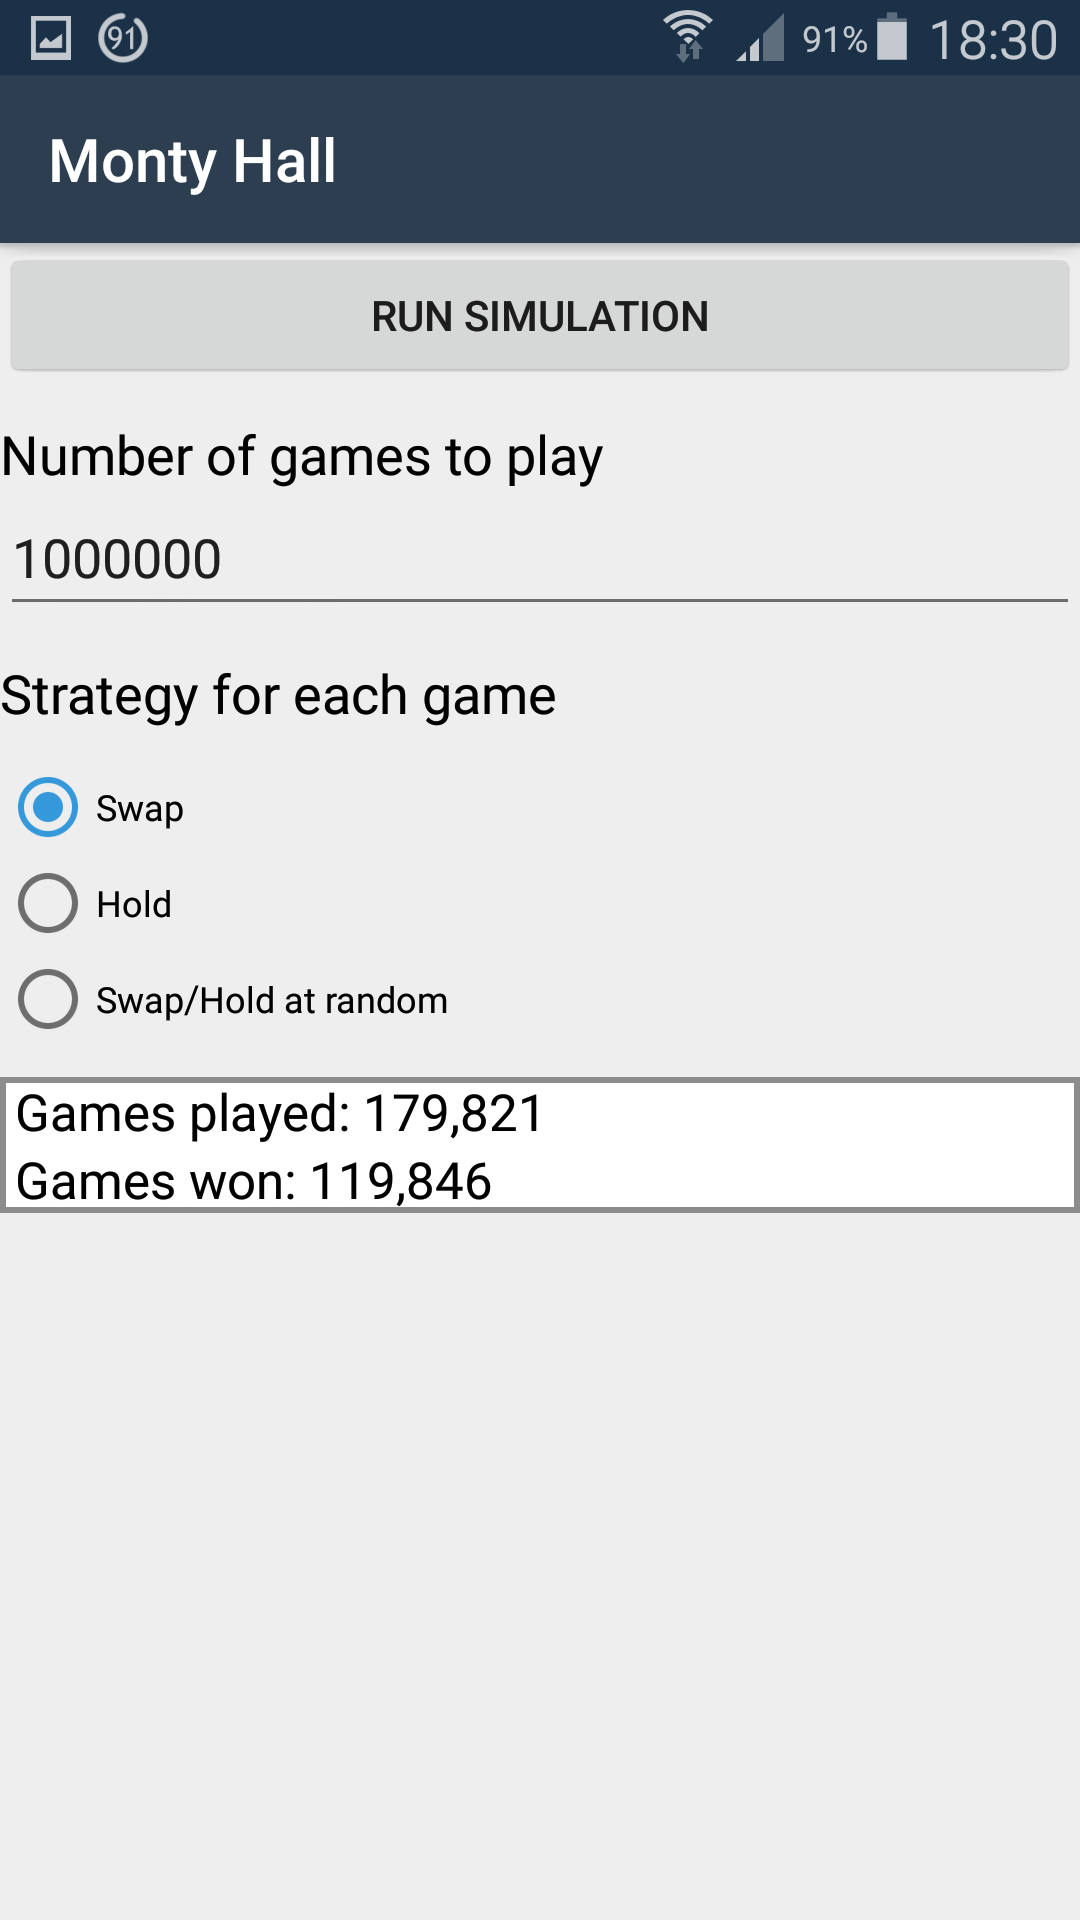 91 91% 18:30
Monty Hall
RUN SIMULATION
Number of games to play
1000000
Strategy for each game
Swap
Hold
Swap/Hold at random
Games played: 179,821
Games won: 119,846